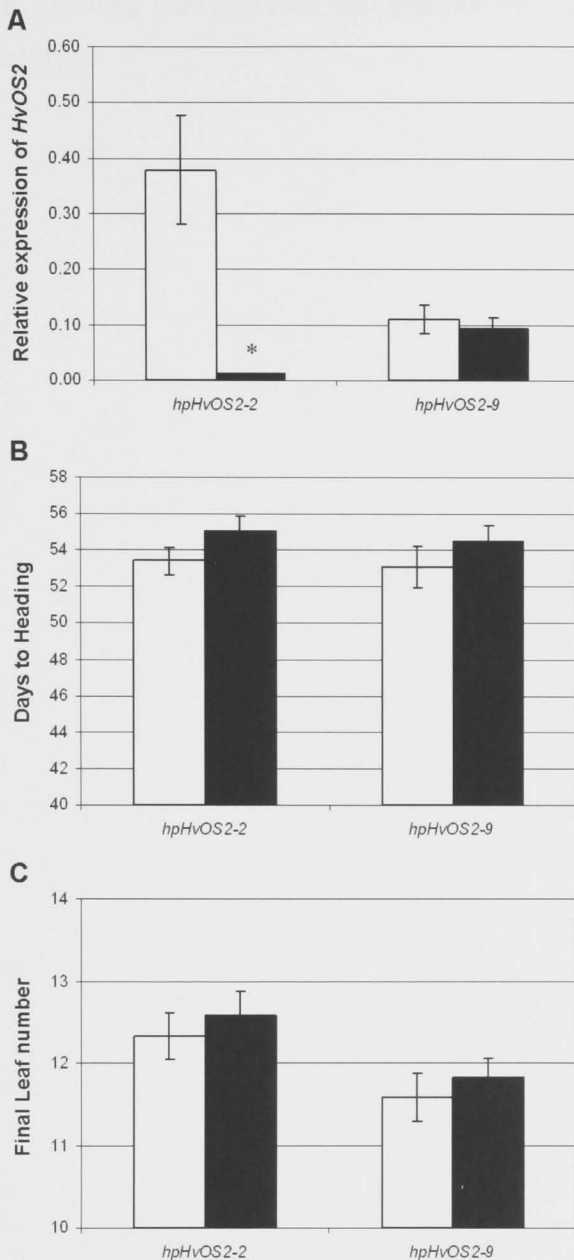 A
Relative expression of HvOS2
0.60
0.50
0.40
0.30
0.20
0.10
0.00
*
hpHvOS2-2 hpHvOS2-9
B
Days to Heading
58
56
54
52
50
48
46
44
42
40
hpHvOS2-2 hpHvOS2-9
C
Final Leaf number
14
13
12
11
10
hpHvOS2-2 hpHvOS2-9